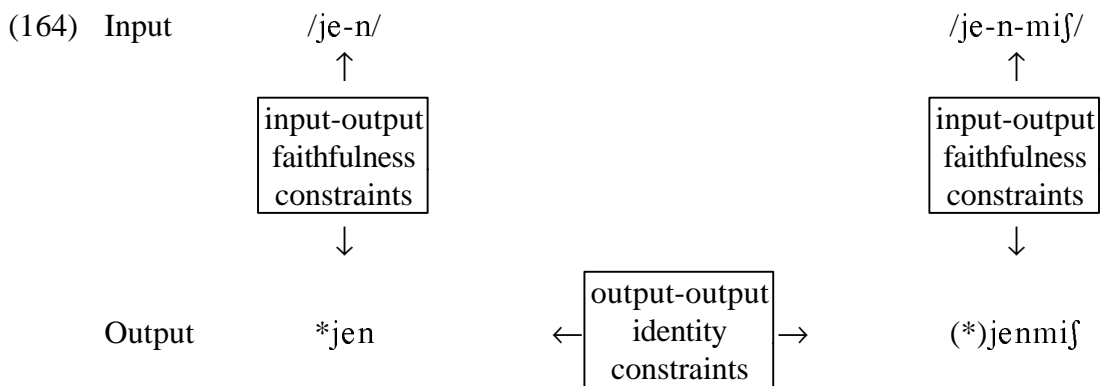 (164) Input /je-n/ /je-n-miʃ/
↑ ↑
input-output input-output
faithfulness faithfulness
constraints constraints
↓ ↓
output-output
Output *jen ← identity → (*)jenmiʃ
constraints